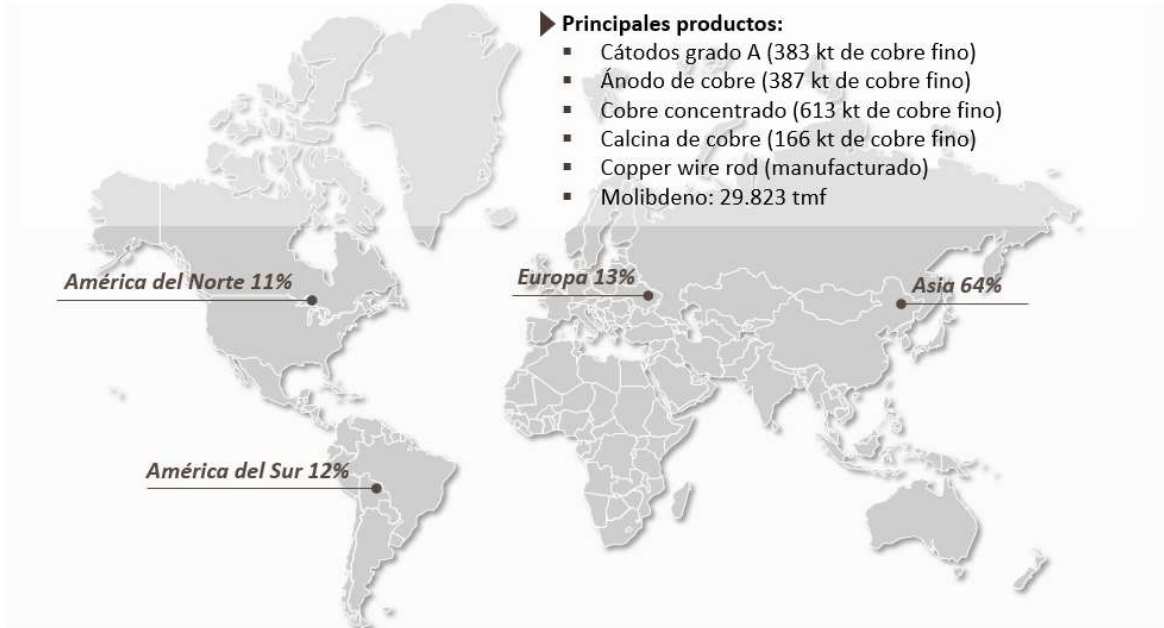 Principales productos:
▪ Cátodos grado A (383 kt de cobre fino)
▪ Ánodo de cobre (387 kt de cobre fino)
▪ Cobre concentrado (613 kt de cobre fino)
▪ Calcina de cobre (166 kt de cobre fino)
▪ Copper wire rod (manufacturado)
▪ Molibdeno: 29.823 tmf
América del Norte 11%
Europa 13%
Asia 64%
América del Sur 12%